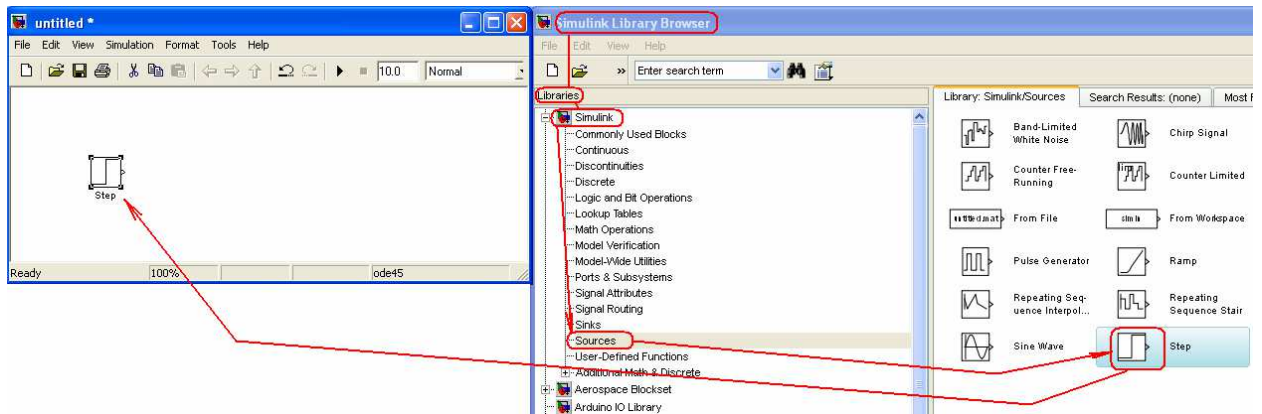 untitled *
File Edit View Simulation Format Tools Help
10.0 Normal
Step
Ready 100% ode45
Simulink Library Browser
File Edit View Help
» Enter search term
Libraries
Simulink
Commonly Used Blocks
Continuous
Discontinuities
Discrete
Logic and Bit Operations
Lookup Tables
Math Operations
Model Verification
Model-Wide Utilities
Ports & Subsystems
Signal Attributes
Signal Routing
Sinks
Sources
User-Defined Functions
Additional Math & Discrete
Aerospace Blockset
Arduino IO Library
Library: Simulink/Sources Search Results: (none) Most
Band-Limited
White Noise
Chirp Signal
Counter Free-
Running
Counter Limited
From File
From Workspace
Pulse Generator
Ramp
Repeating Seq-
uence Interpol...
Repeating
Sequence Stair
Sine Wave
Step